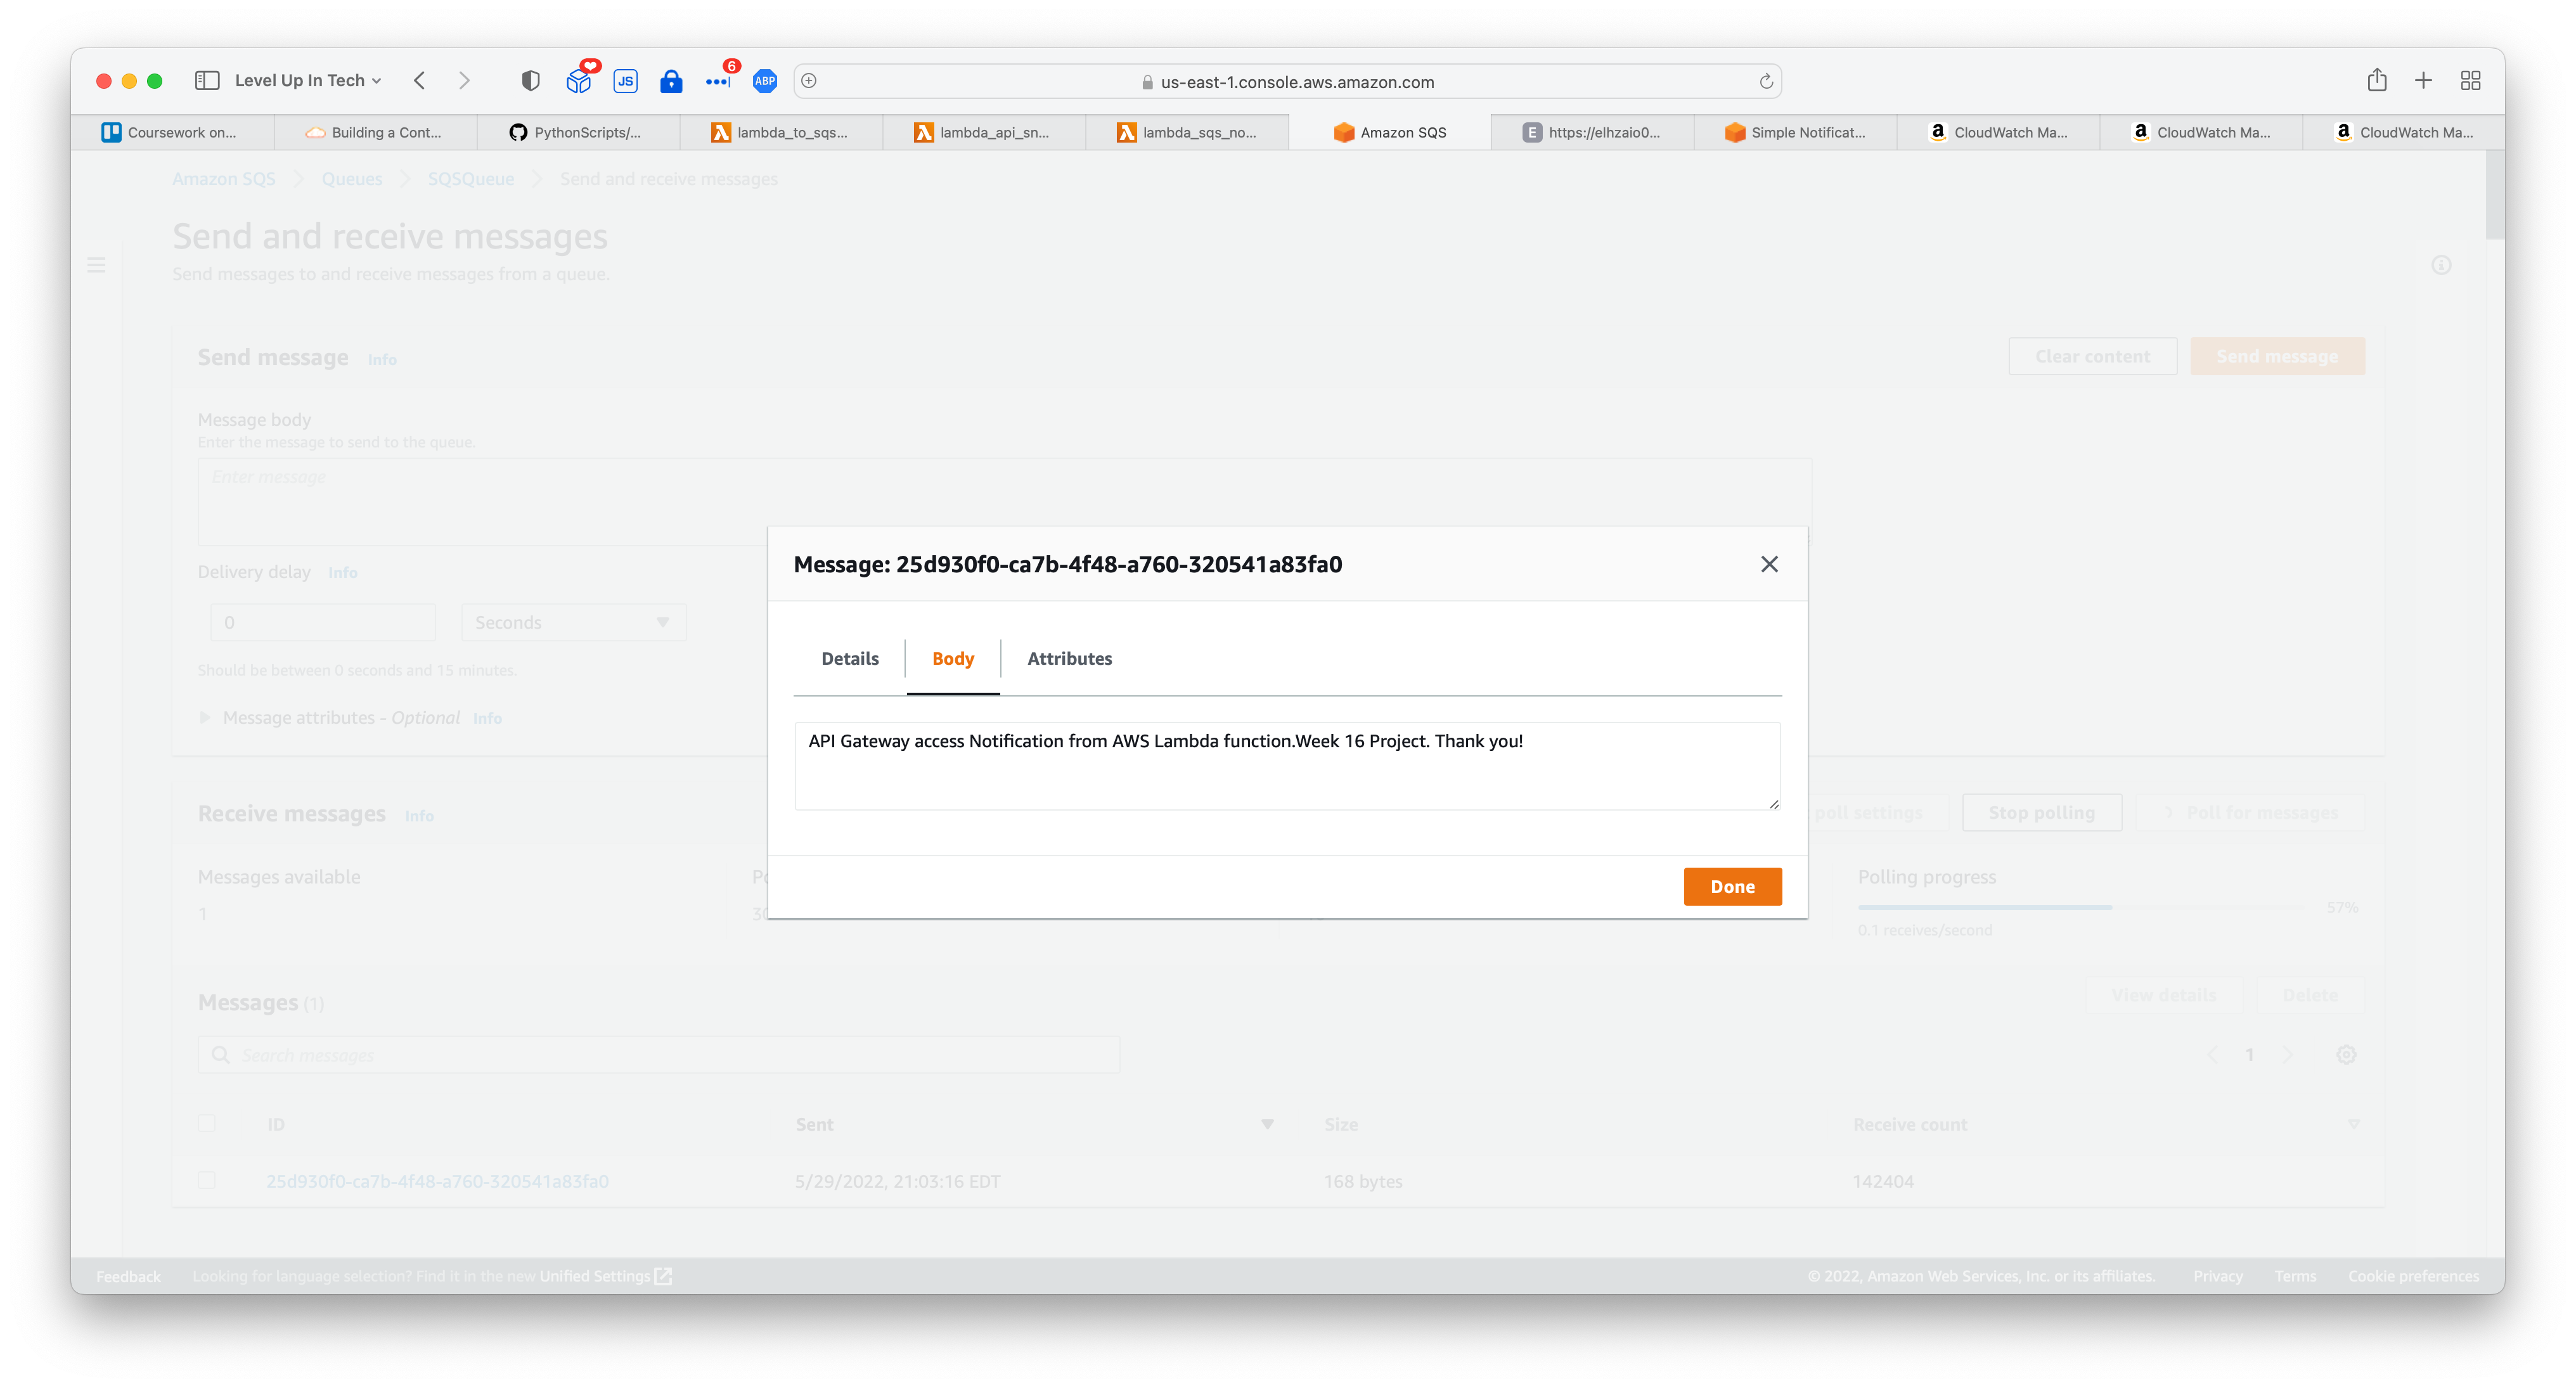 Level Up In Tech
6
JS
ABP
us-east-1.console.aws.amazon.com
Coursework on...
Building a Cont...
PythonScripts/...
lambda_to_sqs...
lambda_api_sn...
lambda_sqs_no...
Amazon SQS
E https://elhzaio0...
Simple Notificat...
CloudWatch Ma...
CloudWatch Ma...
CloudWatch Ma...
Amazon SQS > Queues > SQSQueue > Send and receive messages
Send and receive messages
Send messages to and receive messages from a queue.
Send message Info
Clear content Send message
Message body
Enter the message to send to the queue.
Enter message
Delivery delay Info
0 Seconds
Should be between 0 seconds and 15 minutes.
Message attributes - Optional Info
Message: 25d930f0-ca7b-4f48-a760-320541a83fa0
Details Body Attributes
API Gateway access Notification from AWS Lambda function.Week 16 Project. Thank you!
Done
Receive messages Info
poll settings Stop polling Poll for messages
Messages available
1
Polling progress
57%
0.1 receives/second
Messages (1)
View details Delete
Search messages
1
ID Sent Size Receive count
25d930f0-ca7b-4f48-a760-320541a83fa0 5/29/2022, 21:03:16 EDT 168 bytes 142404
Feedback Looking for language selection? Find it in the new Unified Settings
© 2022, Amazon Web Services, Inc. or its affiliates. Privacy Terms Cookie preferences